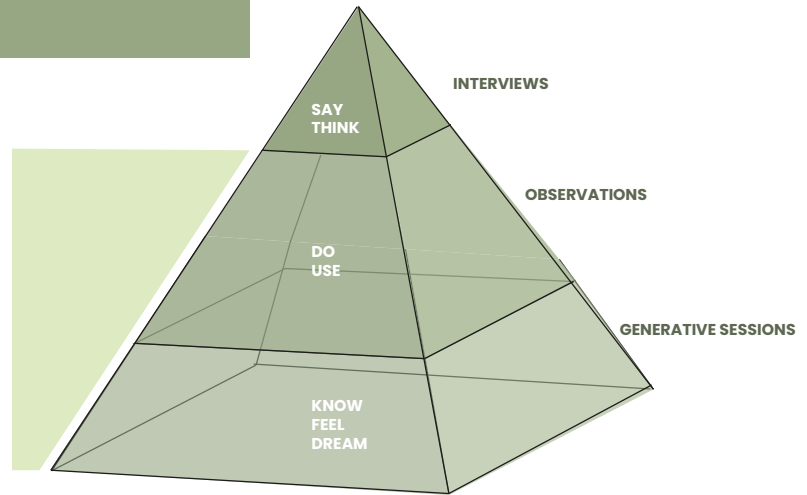 INTERVIEWS
SAY
THINK
OBSERVATIONS
DO
USE
GENERATIVE SESSIONS
KNOW
FEEL
DREAM